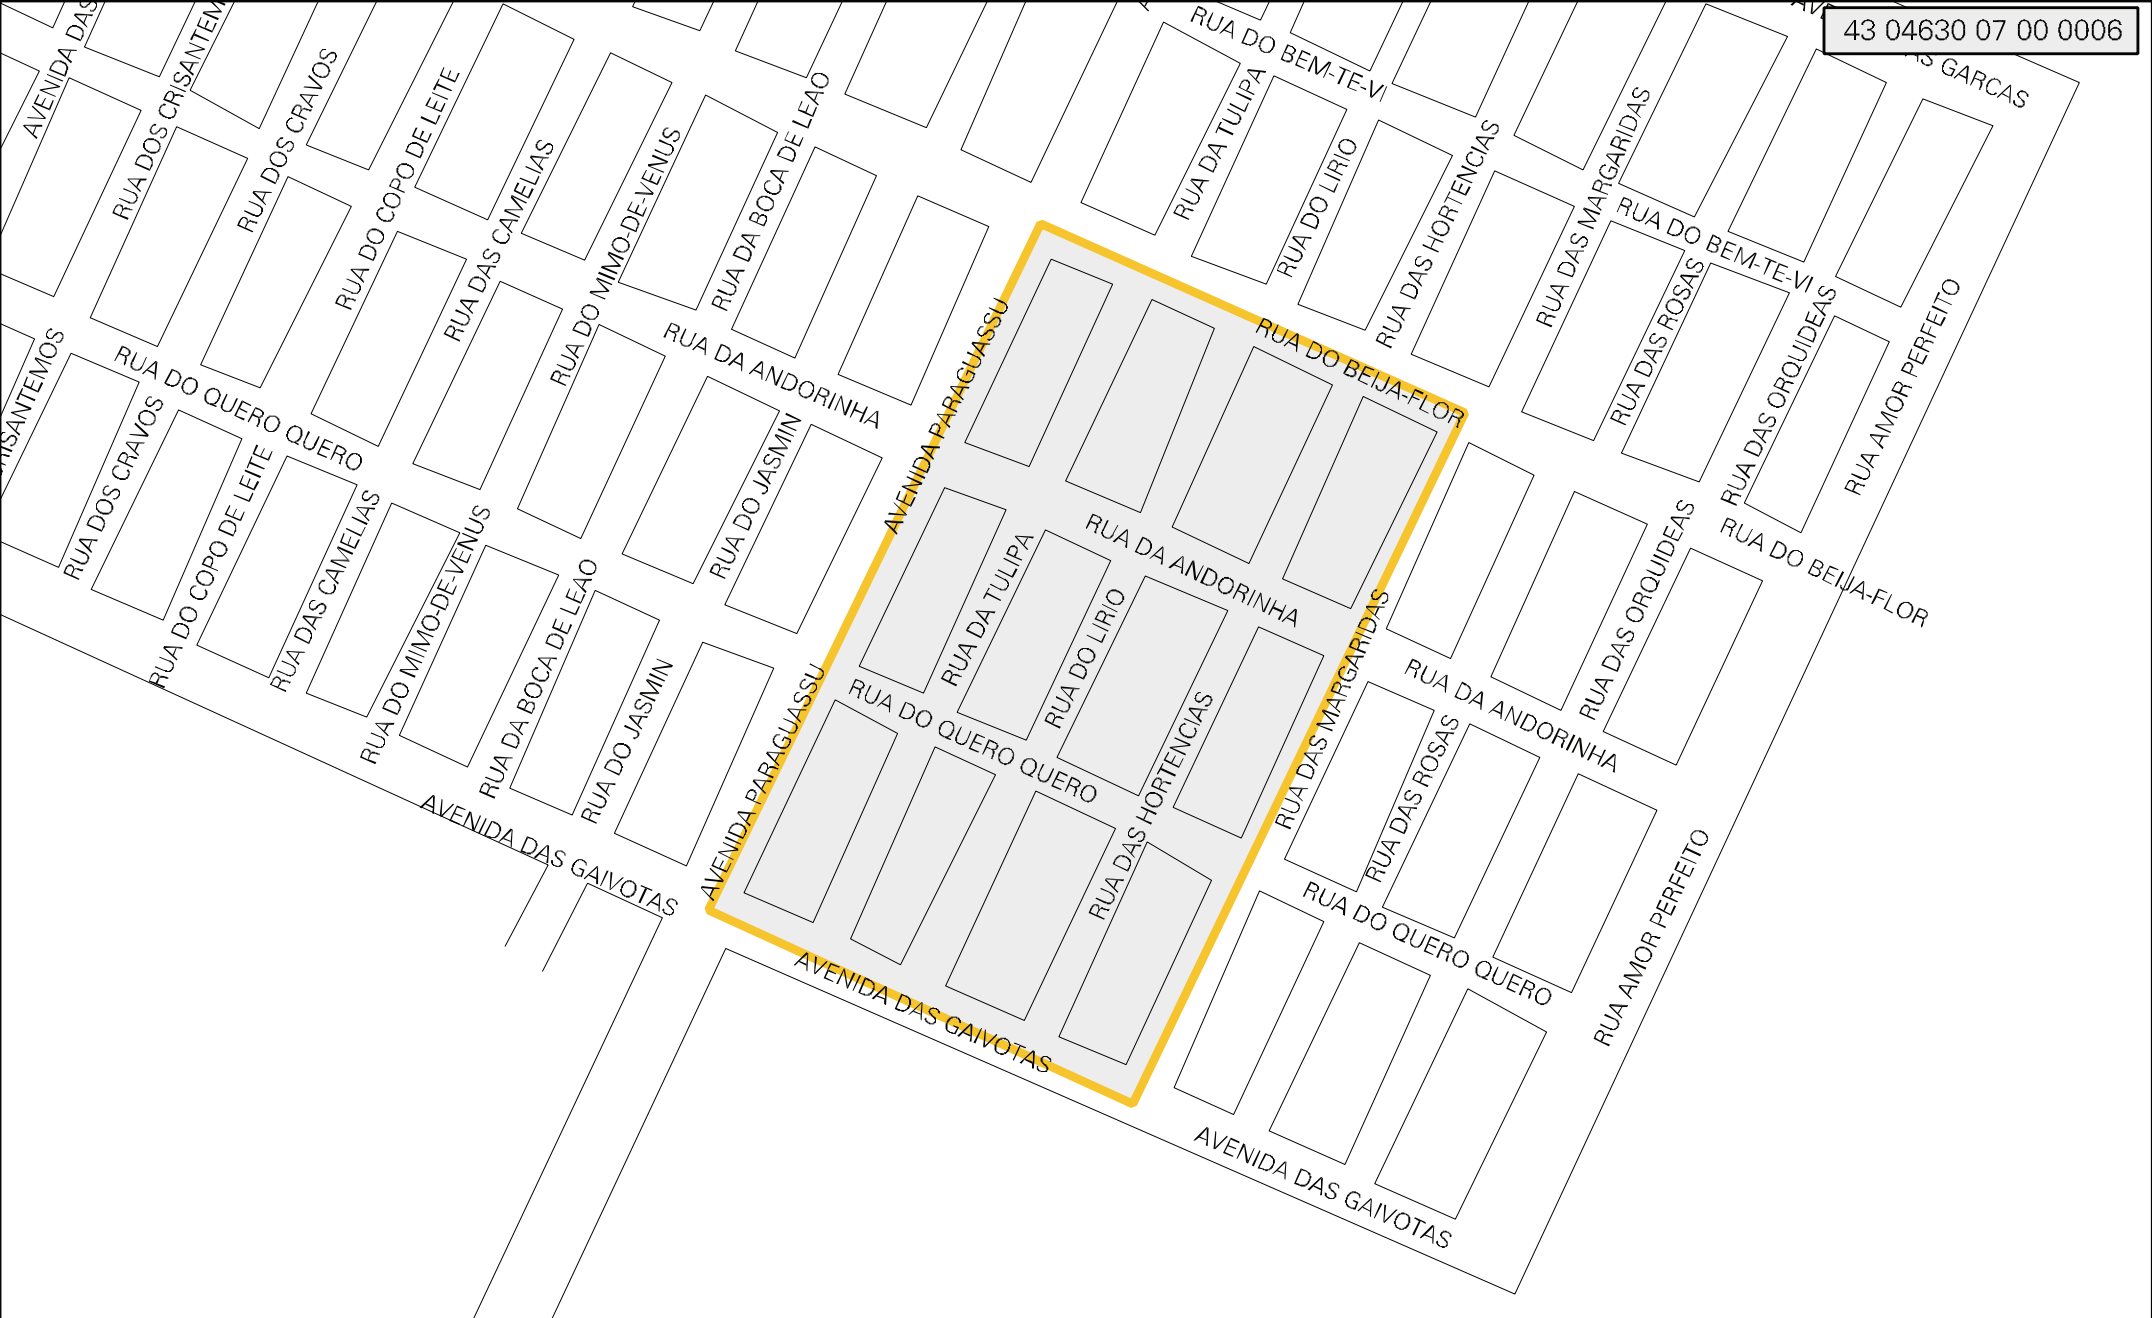 43 04630 07 00 0006
AS GARCAS
AVENIDA DAS
RUA DOS CRISANTEM
RUA DOS CRAVOS
RUA DO COPO DE LEITE
RUA DAS CAMELIAS
RUA DO MIMO-DE-VENUS
RUA DA BOCA DE LEAO
RUA DO BEM-TE-VI
RUA DA TULIPA
RUA DO LIRIO
RUA DAS HORTENCIAS
RUA DAS MARGARIDAS
RUA DO BEM-TE-VI
RUA DAS ROSAS
RUA DAS ORQUIDEAS
RUA AMOR PERFEITO
RISANTEMOS
RUA DO QUERO QUERO
RUA DA ANDORINHA
AVENIDA PARAGUASSU
RUA DO BEIJA-FLOR
RUA DOS CRAVOS
RUA DO COPO DE LEITE
RUA DAS CAMELIAS
RUA DO MIMO-DE-VENUS
RUA DA BOCA DE LEAO
RUA DO JASMIN
RUA DA ANDORINHA
RUA DA TULIPA
RUA DO LIRIO
RUA DAS MARGARIDAS
RUA DAS ORQUIDEAS
RUA DO BEIJA-FLOR
RUA DO JASMIN
AVENIDA PARAGUASSU
RUA DO QUERO QUERO
RUA DAS HORTENCIAS
RUA DA ANDORINHA
RUA DAS ROSAS
AVENIDA DAS GAIVOTAS
RUA DO QUERO QUERO
RUA AMOR PERFEITO
AVENIDA DAS GAIVOTAS
AVENIDA DAS GAIVOTAS